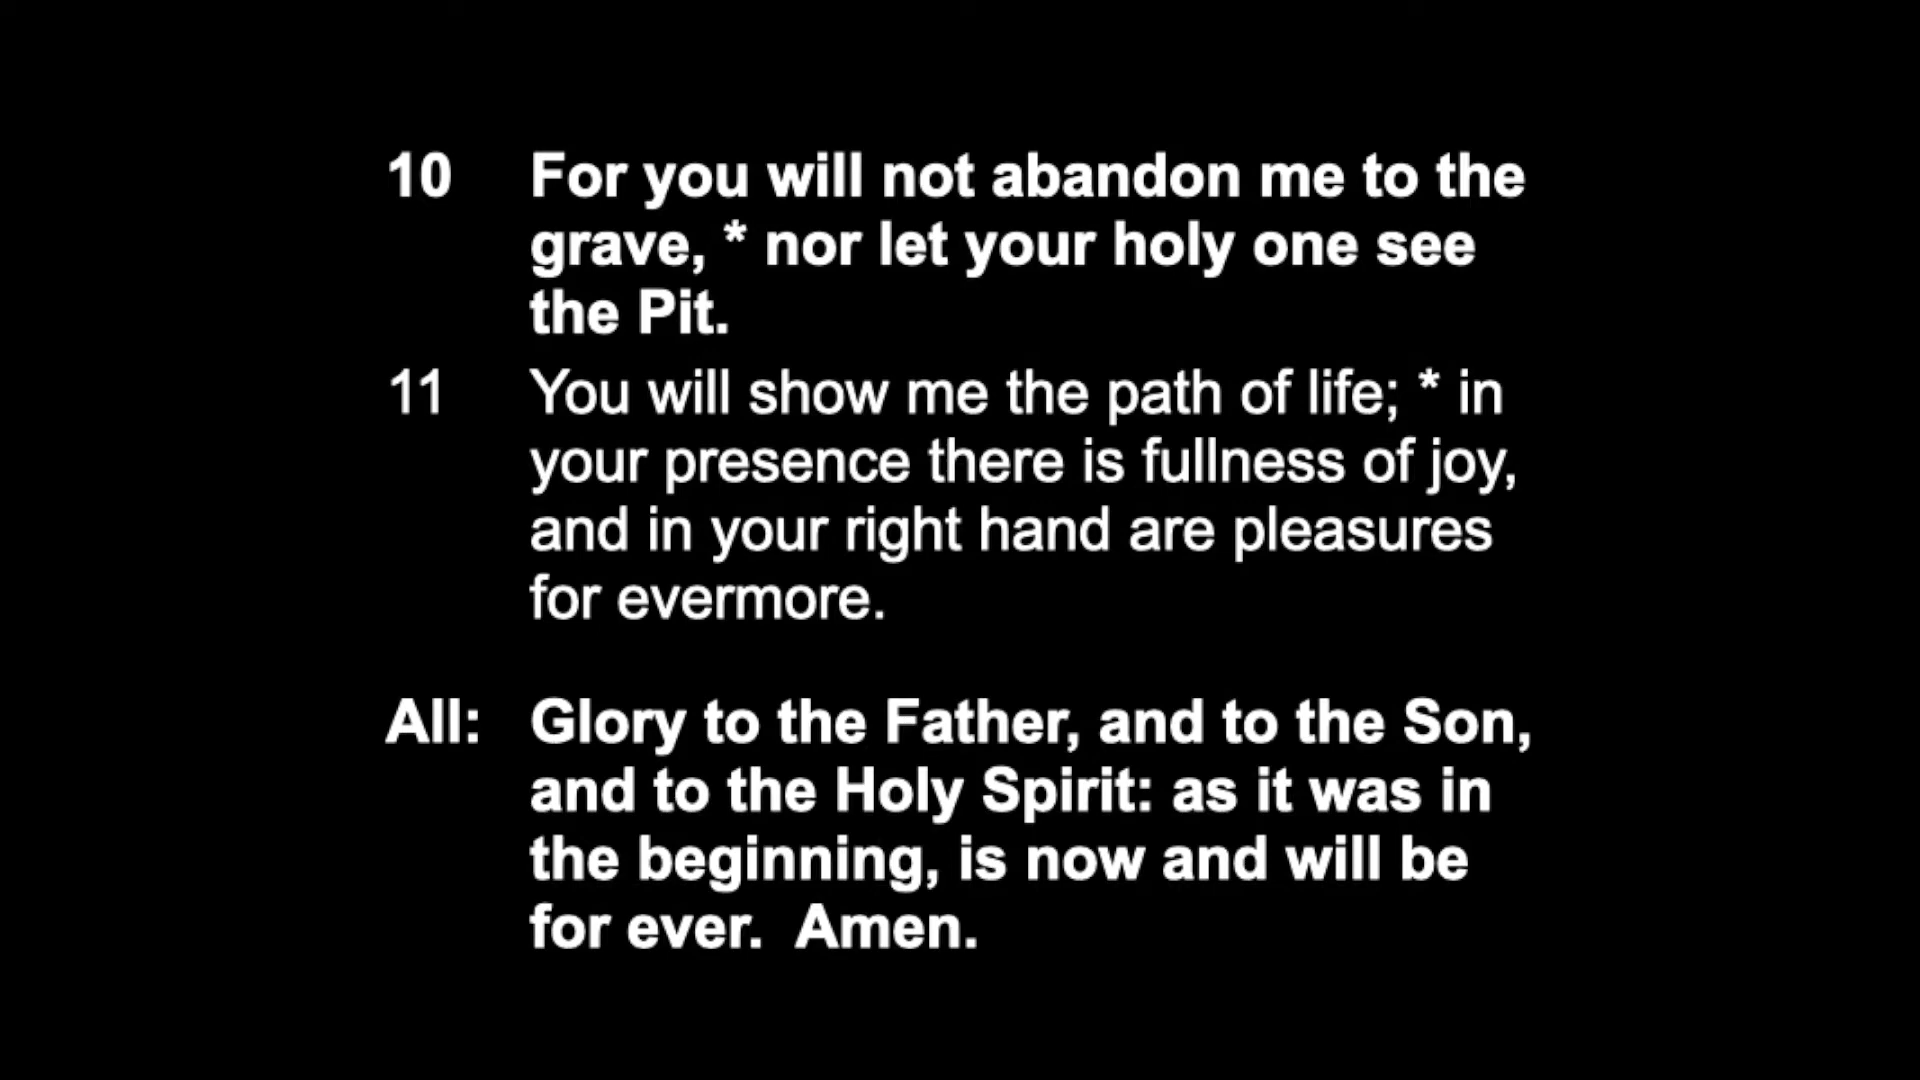 10 For you will not abandon me to the
grave, * nor let your holy one see
the Pit.
11 You will show me the path of life; * in
your presence there is fullness of joy,
and in your right hand are pleasures
for evermore.
All: Glory to the Father, and to the Son,
and to the Holy Spirit: as it was in
the beginning, is now and will be
for ever.  Amen.